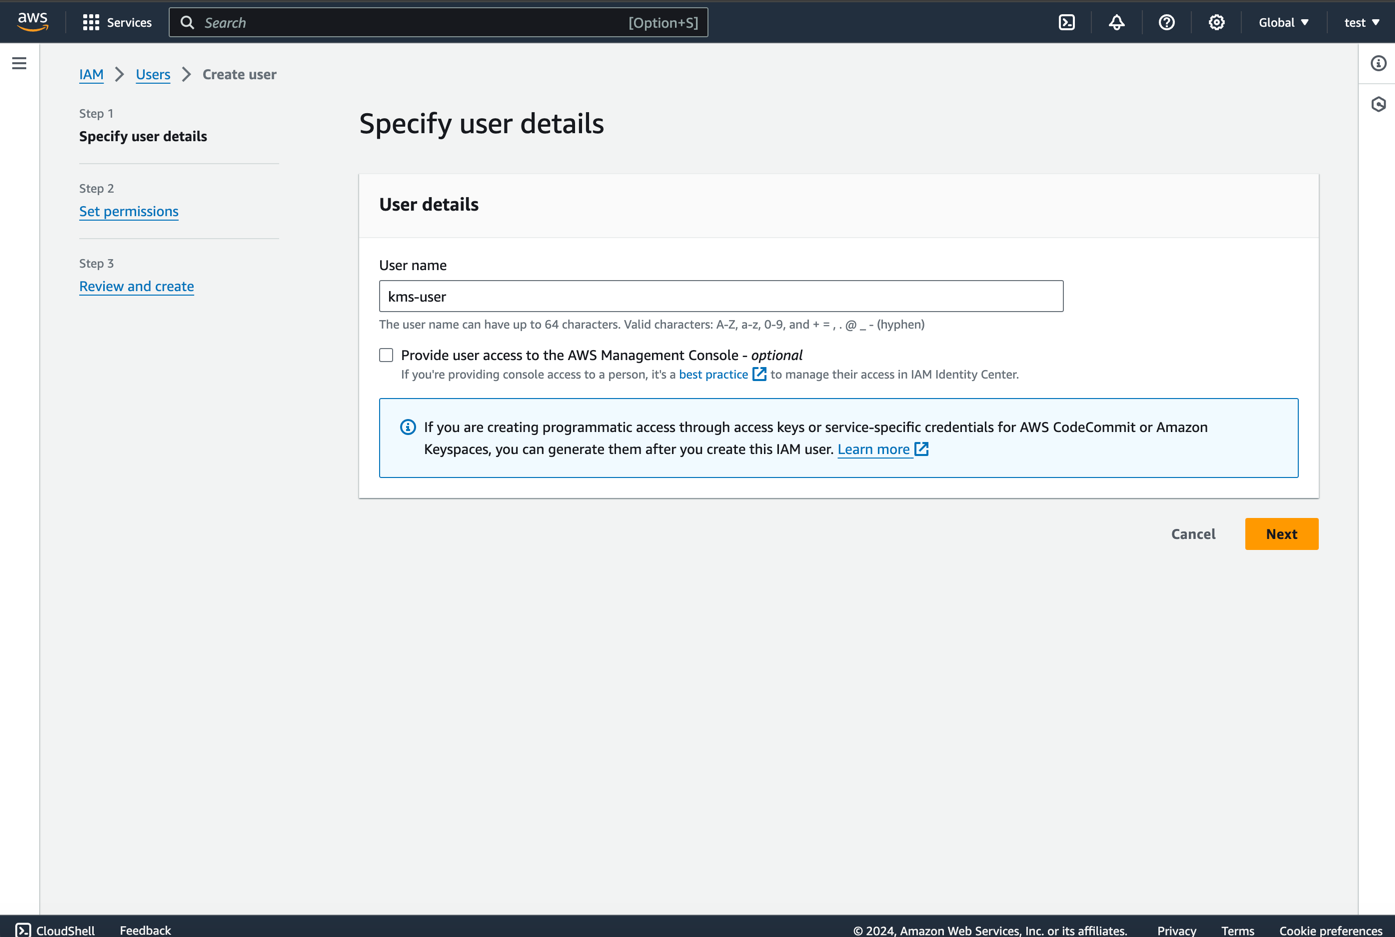 aws
Services
Search
[Option+S]
Global
test
IAM
Users
Create user
Step 1
Specify user details
Step 2
Set permissions
Step 3
Review and create
Specify user details
User details
User name
kms-user
The user name can have up to 64 characters. Valid characters: A-Z, a-z, 0-9, and + = , . @ _ - (hyphen)
Provide user access to the AWS Management Console - optional
If you're providing console access to a person, it's a best practice to manage their access in IAM Identity Center.
If you are creating programmatic access through access keys or service-specific credentials for AWS CodeCommit or Amazon
Keyspaces, you can generate them after you create this IAM user. Learn more
Cancel
Next
CloudShell
Feedback
© 2024, Amazon Web Services, Inc. or its affiliates.
Privacy
Terms
Cookie preferences